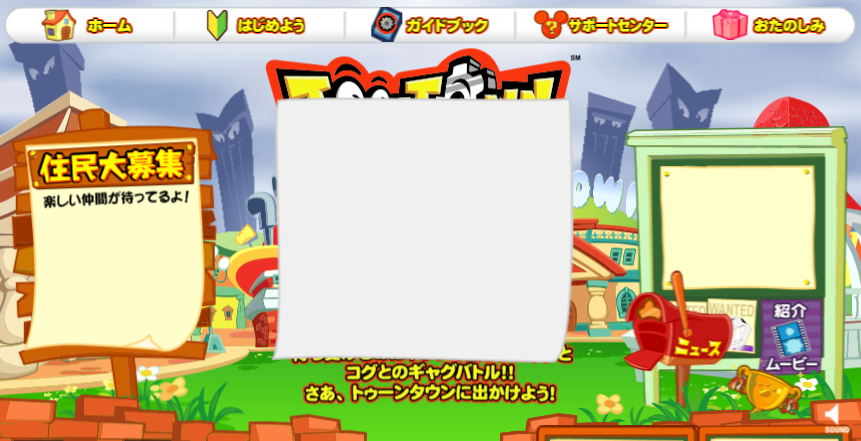 ホーム
はじめよう
ガイドブック
サポートセンター
おたのしみ
SM
住民大募集
楽しい仲間が待ってるよ!
WANTED
紹介
ムービー
ニュース
コグとのギャグバトル!!
さあ、トゥーンタウンに出かけよう!
SOUND